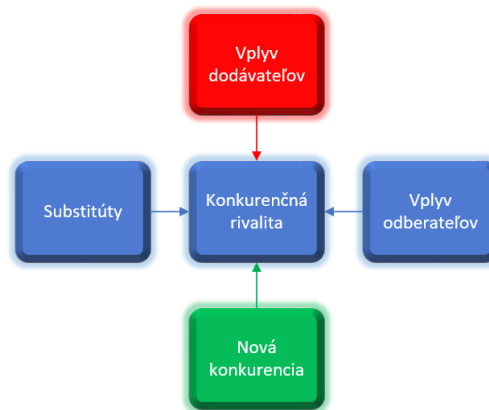 Vplyv
dodávateľov
Substitúty
Konkurenčná
rivalita
Vplyv
odberateľov
Nová
konkurencia